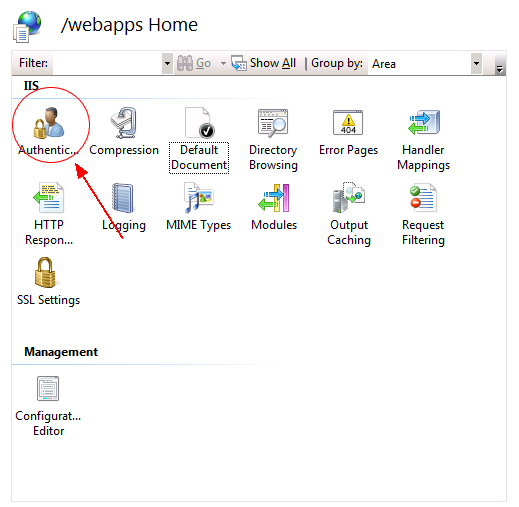 /webapps Home
Filter: Go Show All Group by: Area
IIS
Authentic... Compression Default Document Directory Browsing Error Pages Handler Mappings
404
HTTP Respon... Logging MIME Types Modules Output Caching Request Filtering
SSL Settings
Management
Configurat... Editor